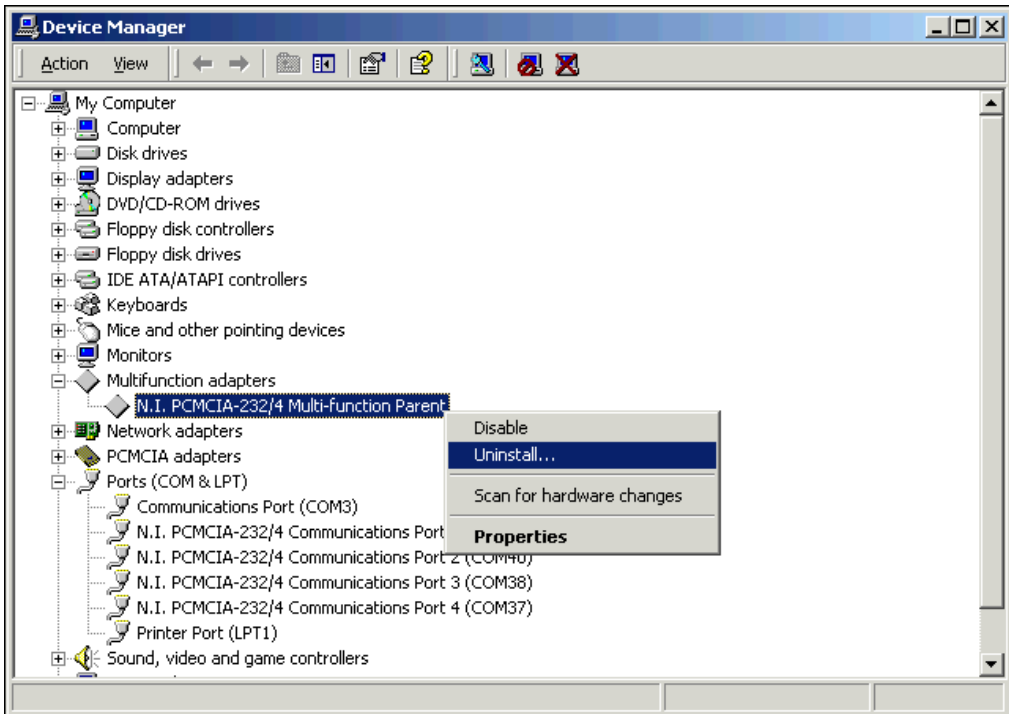 Device Manager
Action View
My Computer
Computer
Disk drives
Display adapters
DVD/CD-ROM drives
Floppy disk controllers
Floppy disk drives
IDE ATA/ATAPI controllers
Keyboards
Mice and other pointing devices
Monitors
Multifunction adapters
N.I. PCMCIA-232/4 Multi-function Parent
Network adapters
PCMCIA adapters
Ports (COM & LPT)
Communications Port (COM3)
N.I. PCMCIA-232/4 Communications Port
N.I. PCMCIA-232/4 Communications Port 2 (COM40)
N.I. PCMCIA-232/4 Communications Port 3 (COM38)
N.I. PCMCIA-232/4 Communications Port 4 (COM37)
Printer Port (LPT1)
Sound, video and game controllers
Disable
Uninstall...
Scan for hardware changes
Properties